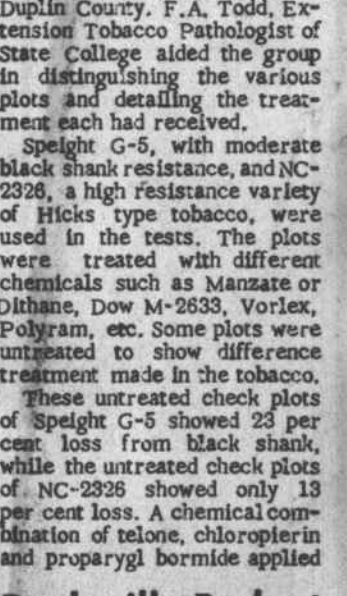 Duplin County. F.A. Todd, Ex-
tension Tobacco Pathologist of
State College aided the group
in distinguishing the various
plots and detailing the treat-
ment each had received.
Speight G-5, with moderate
black shank resistance, and NC-
2326, a high resistance variety
of Hicks type tobacco, were
used in the tests. The plots
were treated with different
chemicals such as Manzate or
Dithane, Dow M-2633, Vorlex,
Polyram, etc. Some plots were
untreated to show difference
treatment made in the tobacco.
These untreated check plots
of Speight G-5 showed 23 per
cent loss from black shank,
while the untreated check plots
of NC-2326 showed only 13
per cent loss. A chemical com-
bination of telone, chloropierin
and proparygl bormide applied